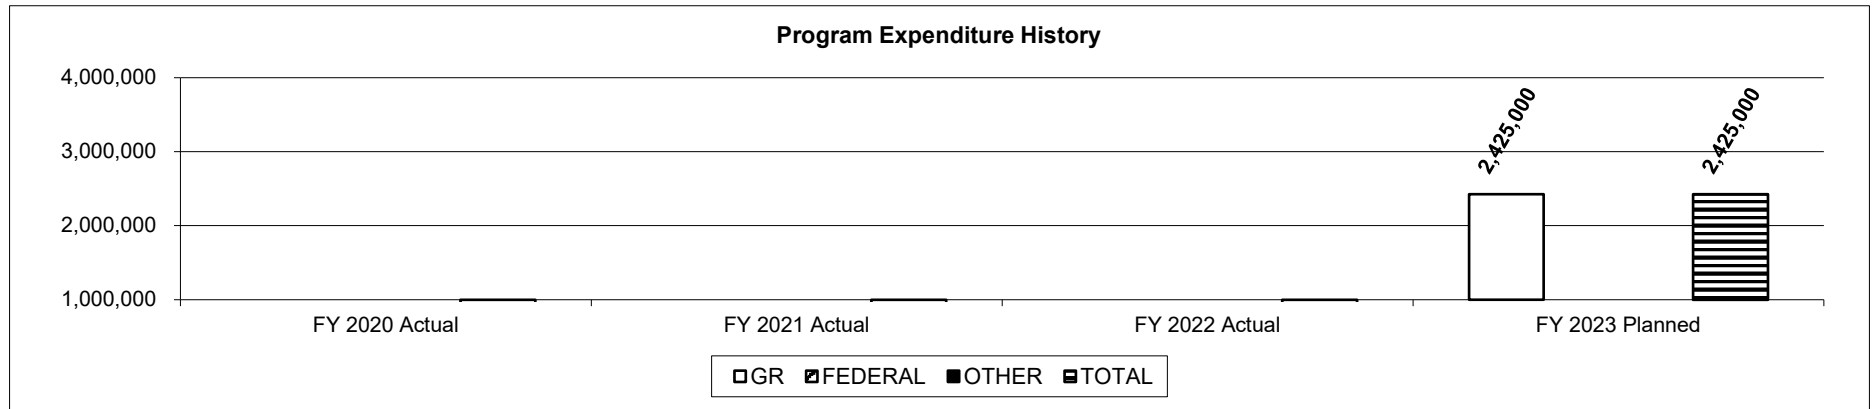 Program Expenditure History
4,000,000
3,000,000
2,000,000
1,000,000
2,425,000
2,425,000
FY 2020 Actual
FY 2021 Actual
FY 2022 Actual
FY 2023 Planned
GR FEDERAL OTHER TOTAL